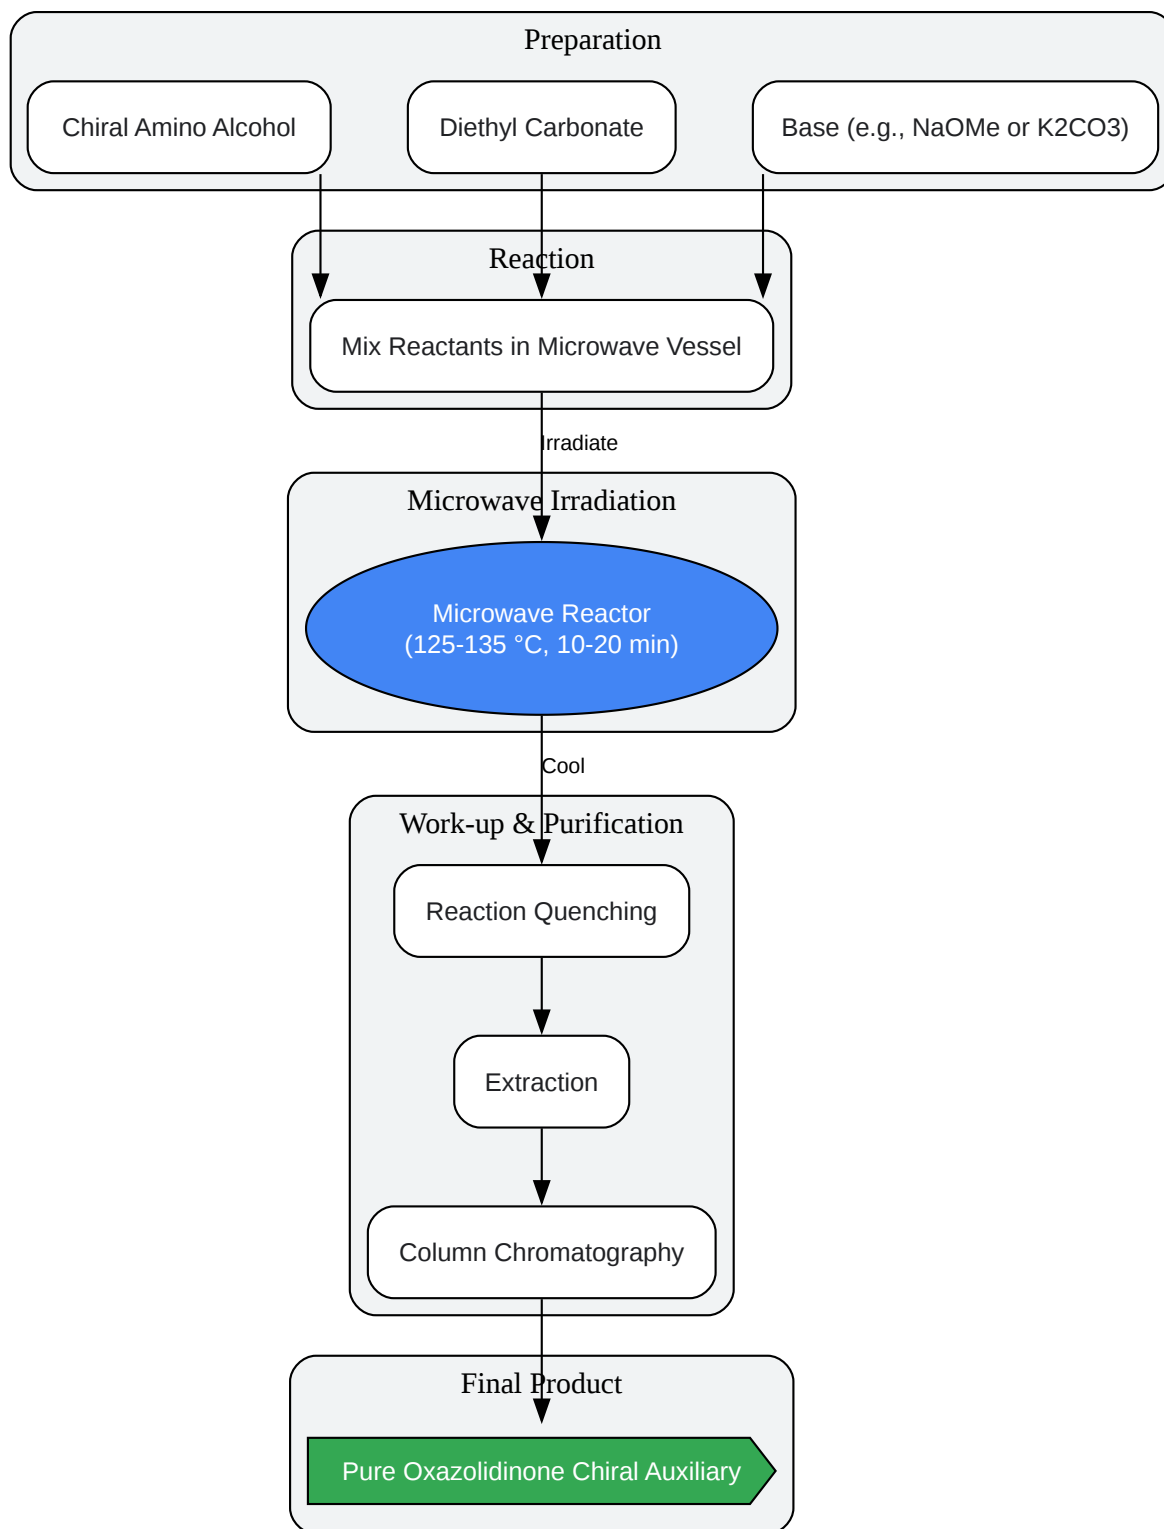 Preparation
Chiral Amino Alcohol
Diethyl Carbonate
Base (e.g., NaOMe or K2CO3)
Reaction
Mix Reactants in Microwave Vessel
Irradiate
Microwave Irradiation
Microwave Reactor
(125-135 °C, 10-20 min)
Cool
Work-up & Purification
Reaction Quenching
Extraction
Column Chromatography
Final Product
Pure Oxazolidinone Chiral Auxiliary